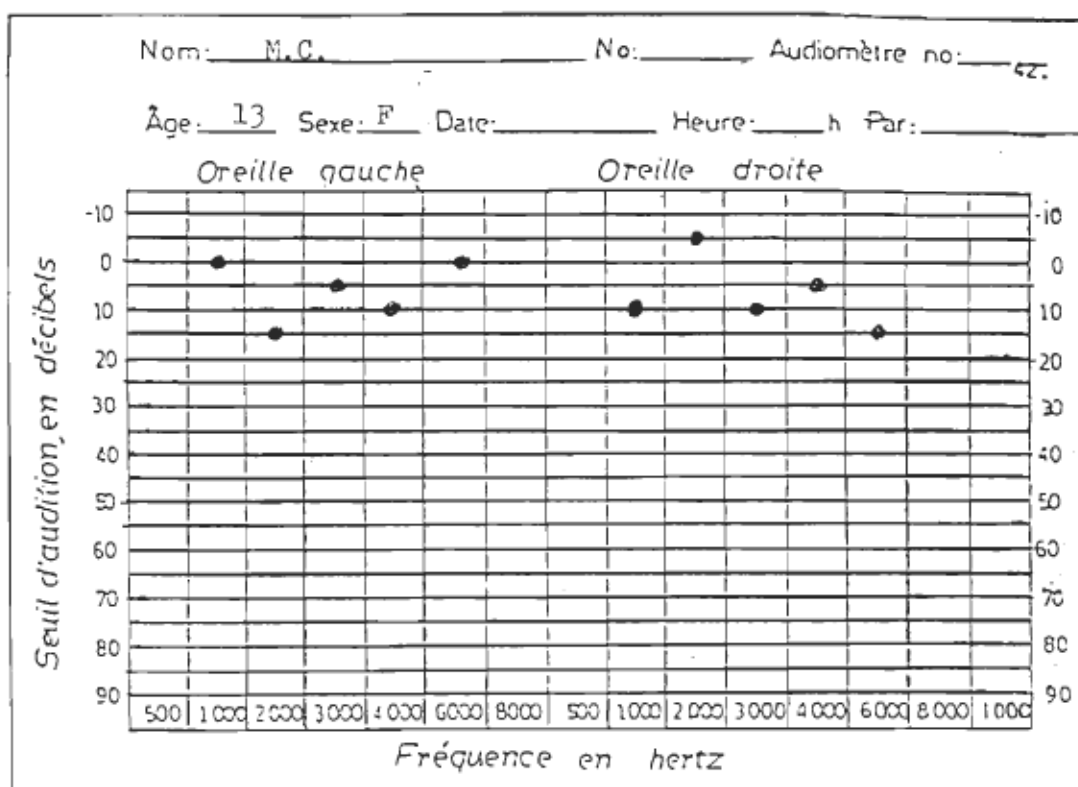 Nom: M.C. No: Audiomètre no:
Âge: 13 Sexe: F Date: Heure: h Par:
Oreille gauche Oreille droite
-10 -10
0 0
10 10
20 20
30 30
40 40
50 50
60 60
70 70
80 80
90 90
500 1000 2000 3000 4000 6000 8000 500 1000 2000 3000 4000 6000 8000 1000
Seuil d'audition, en décibels
Fréquence en hertz